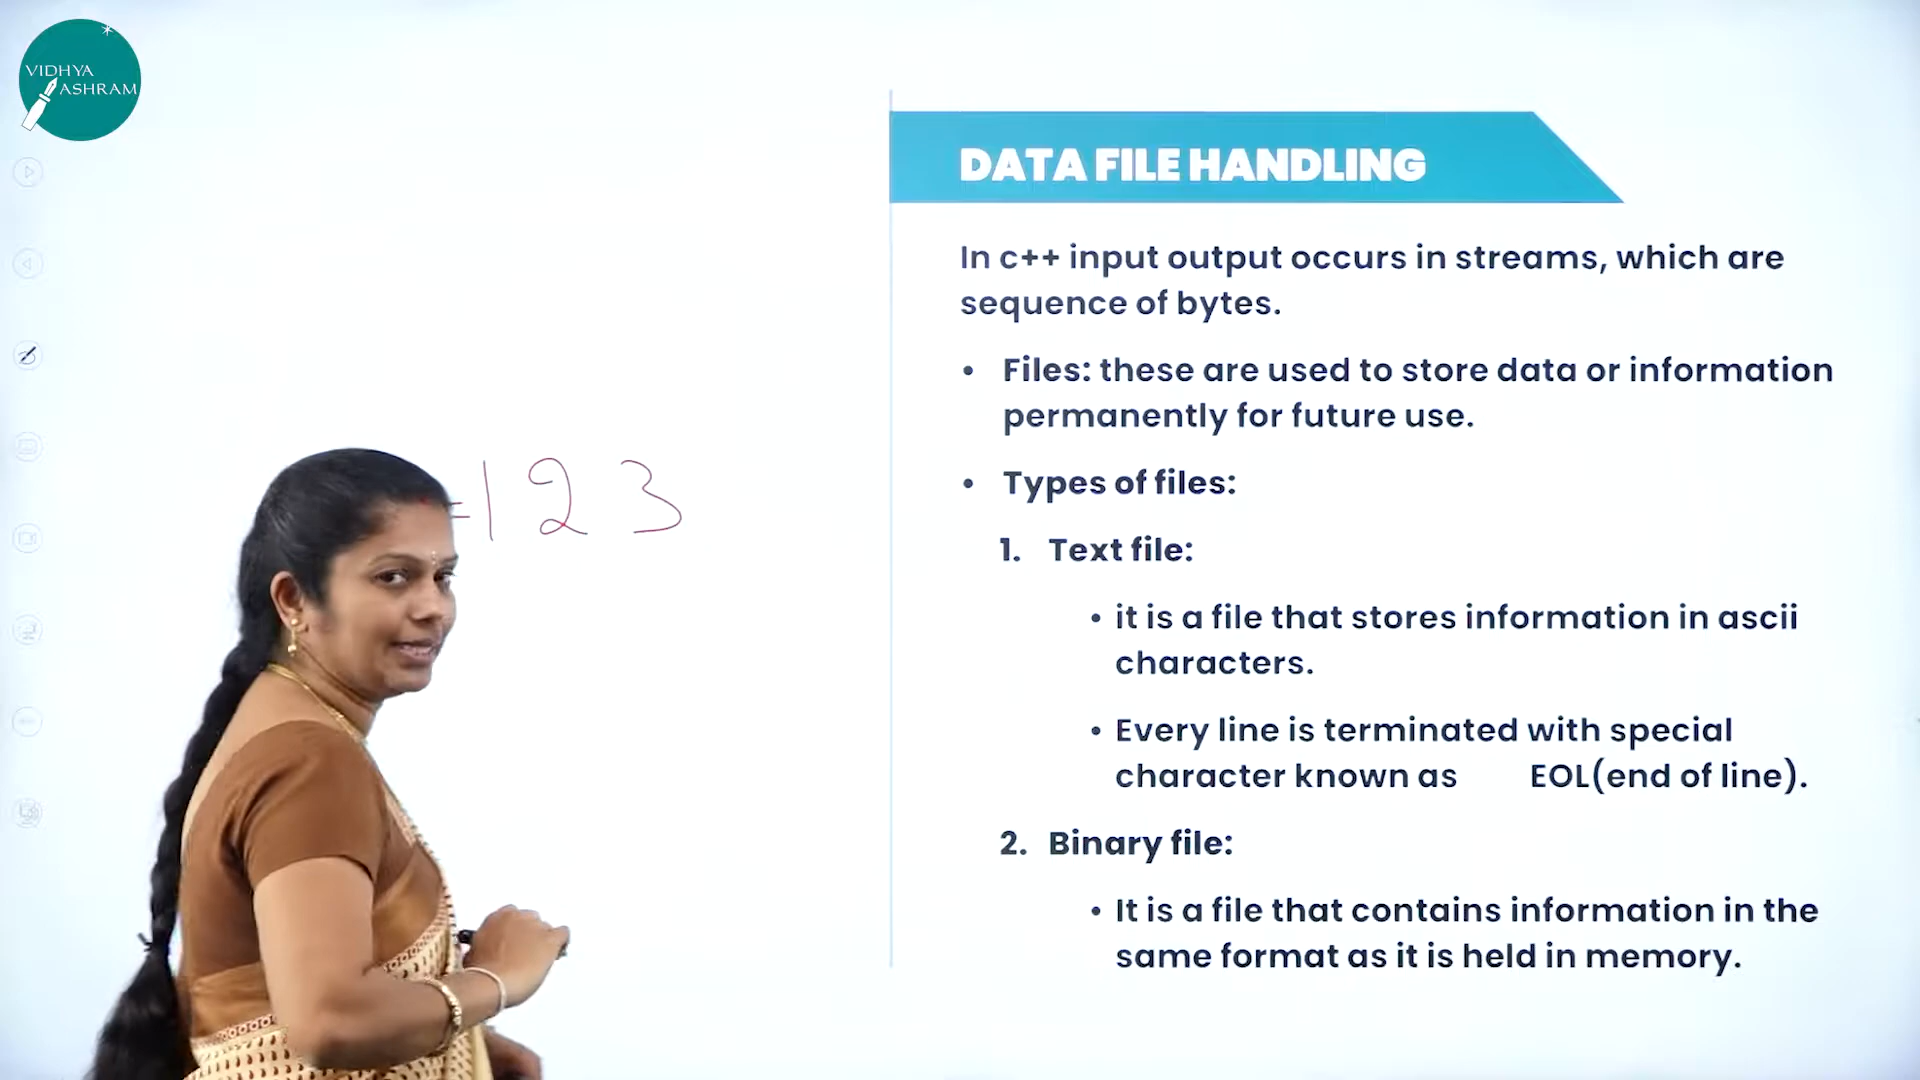 VIDHYA
ASHRAM
DATA FILE HANDLING
In c++ input output occurs in streams, which are
sequence of bytes.
• Files: these are used to store data or information
permanently for future use.
• Types of files:
1. Text file:
• it is a file that stores information in ascii
characters.
• Every line is terminated with special
character known as EOL(end of line).
2. Binary file:
• It is a file that contains information in the
same format as it is held in memory.
=123